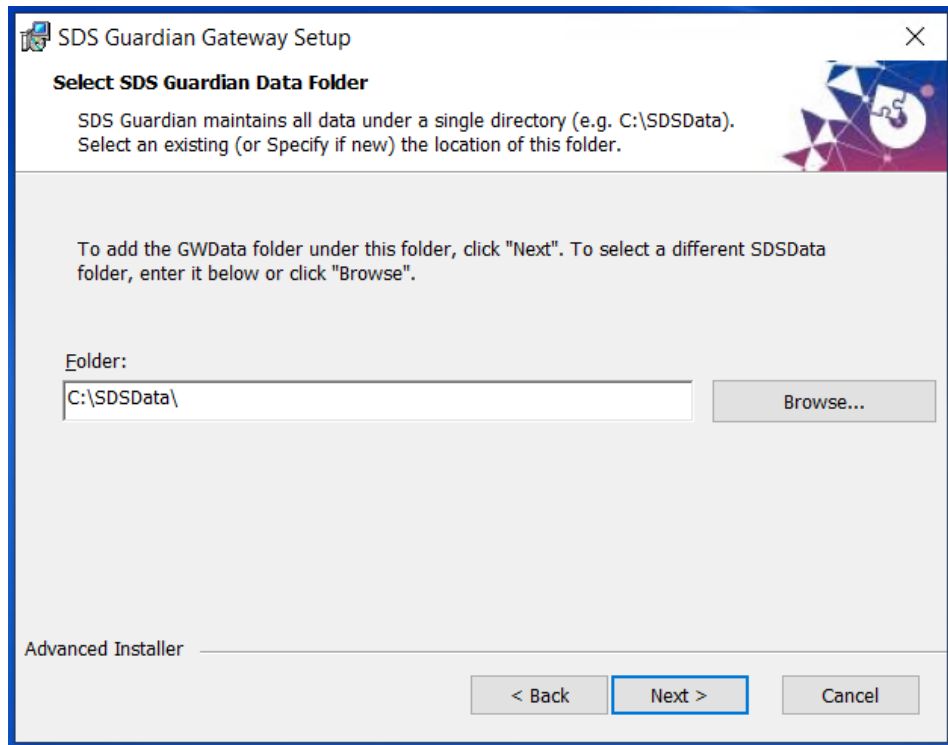 SDS Guardian Gateway Setup
Select SDS Guardian Data Folder
SDS Guardian maintains all data under a single directory (e.g. C:\SDSData).
Select an existing (or Specify if new) the location of this folder.
To add the GWData folder under this folder, click "Next". To select a different SDSData
folder, enter it below or click "Browse".
Folder:
C:\SDSData\
Browse...
Advanced Installer
< Back
Next >
Cancel